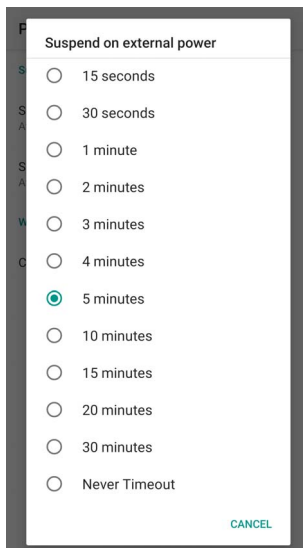 P
Suspend on external power
S
15 seconds
S
30 seconds
A
1 minute
S
2 minutes
A
3 minutes
W
4 minutes
C
5 minutes
10 minutes
15 minutes
20 minutes
30 minutes
Never Timeout
CANCEL